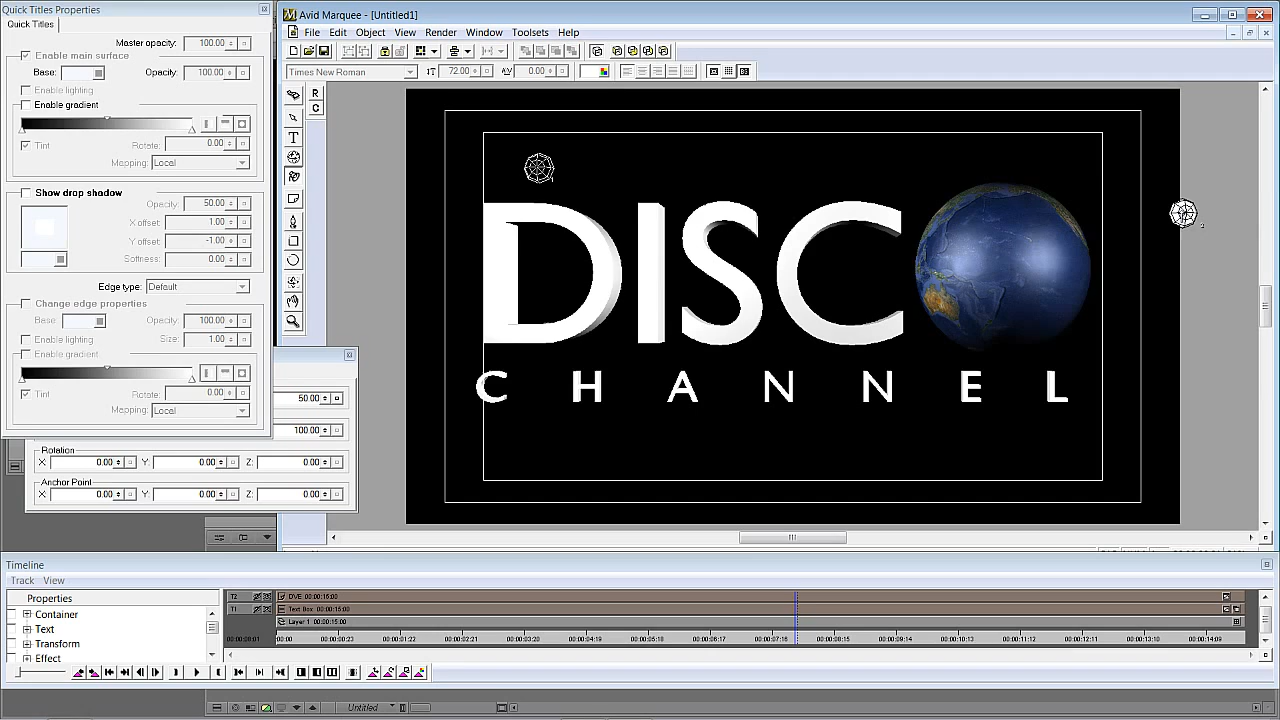 Quick Titles Properties
Quick Titles
Master opacity: 100.00
Enable main surface
Base: Opacity: 100.00
Enable lighting
Enable gradient
Tint Rotate: 0.00
Mapping: Local
Show drop shadow
Opacity: 50.00
X offset: 1.00
Y offset: -1.00
Softness: 0.00
Edge type: Default
Change edge properties
Base: Opacity: 100.00
Enable lighting Size: 1.00
Enable gradient
Tint Rotate: 0.00
Mapping: Local
50.00
100.00
Rotation
X 0.00 Y: 0.00 Z: 0.00
Anchor Point
X 0.00 Y: 0.00 Z: 0.00
Avid Marquee - [Untitled1]
File Edit Object View Render Window Toolsets Help
Times New Roman 72.00 0.00
R
C
DISC
CHANNEL
Timeline
Track View
Properties
Container
Text
Transform
Effect
T2 DVE 00:00:15:00
T1 Text Box 00:00:15:00
Layer 1 00:00:15:00
00:00:08:01 00:00 00:00:00:23 00:00:01:22 00:00:02:21 00:00:03:20 00:00:04:19 00:00:05:18 00:00:06:17 00:00:07:16 00:00:08:15 00:00:09:14 00:00:10:13 00:00:11:12 00:00:12:11 00:00:13:10 00:00:14:09
Untitled